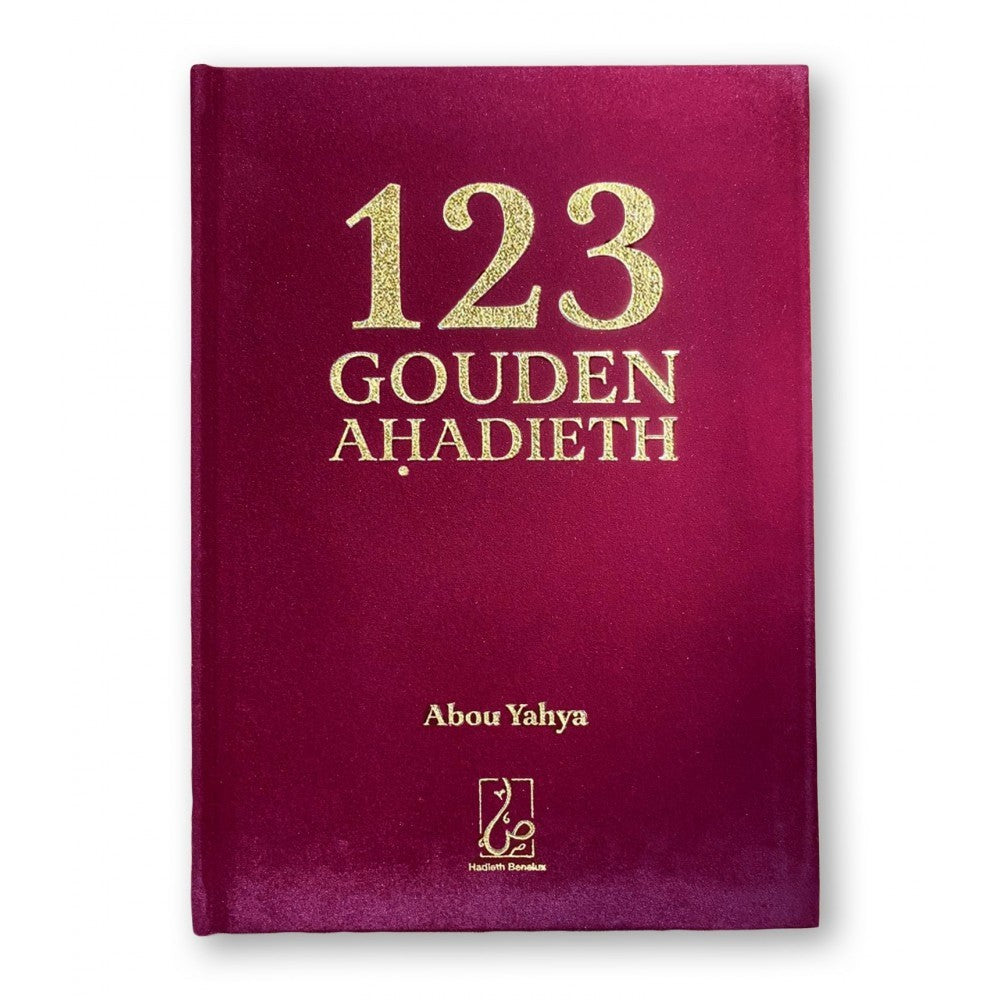 123
GOUDEN
AḤADIETH
Abou Yahya
Hadieth Benelux